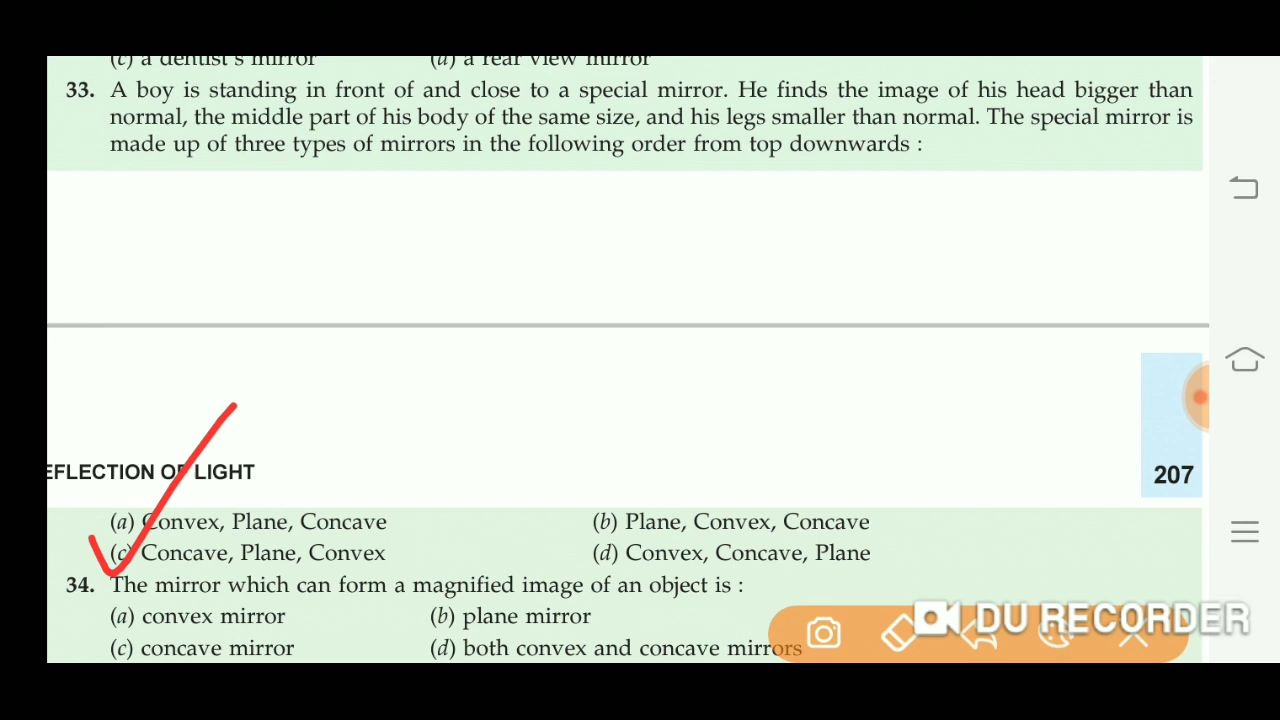 (c) a dentist's mirror (d) a rear view mirror
33. A boy is standing in front of and close to a special mirror. He finds the image of his head bigger than
normal, the middle part of his body of the same size, and his legs smaller than normal. The special mirror is
made up of three types of mirrors in the following order from top downwards :
EFLECTION OF LIGHT
207
(a) Convex, Plane, Concave (b) Plane, Convex, Concave
(c) Concave, Plane, Convex (d) Convex, Concave, Plane
34. The mirror which can form a magnified image of an object is :
(a) convex mirror (b) plane mirror
(c) concave mirror (d) both convex and concave mirrors
DU RECORDER